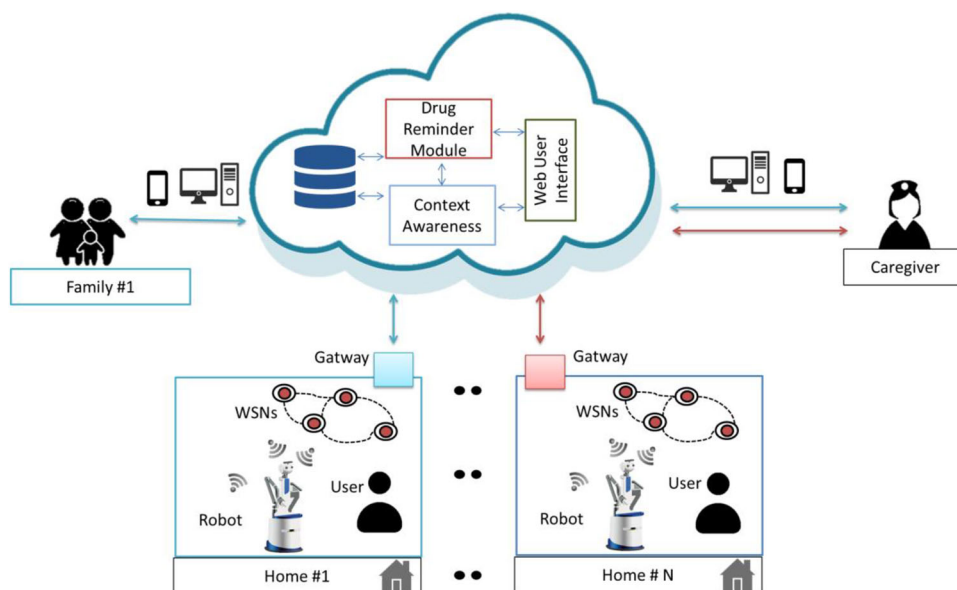 Drug
Reminder
Module
Web User
Interface
Context
Awareness
Family #1
Caregiver
Gatway
Gatway
WSNs
WSNs
User
User
Robot
Robot
Home #1
Home # N